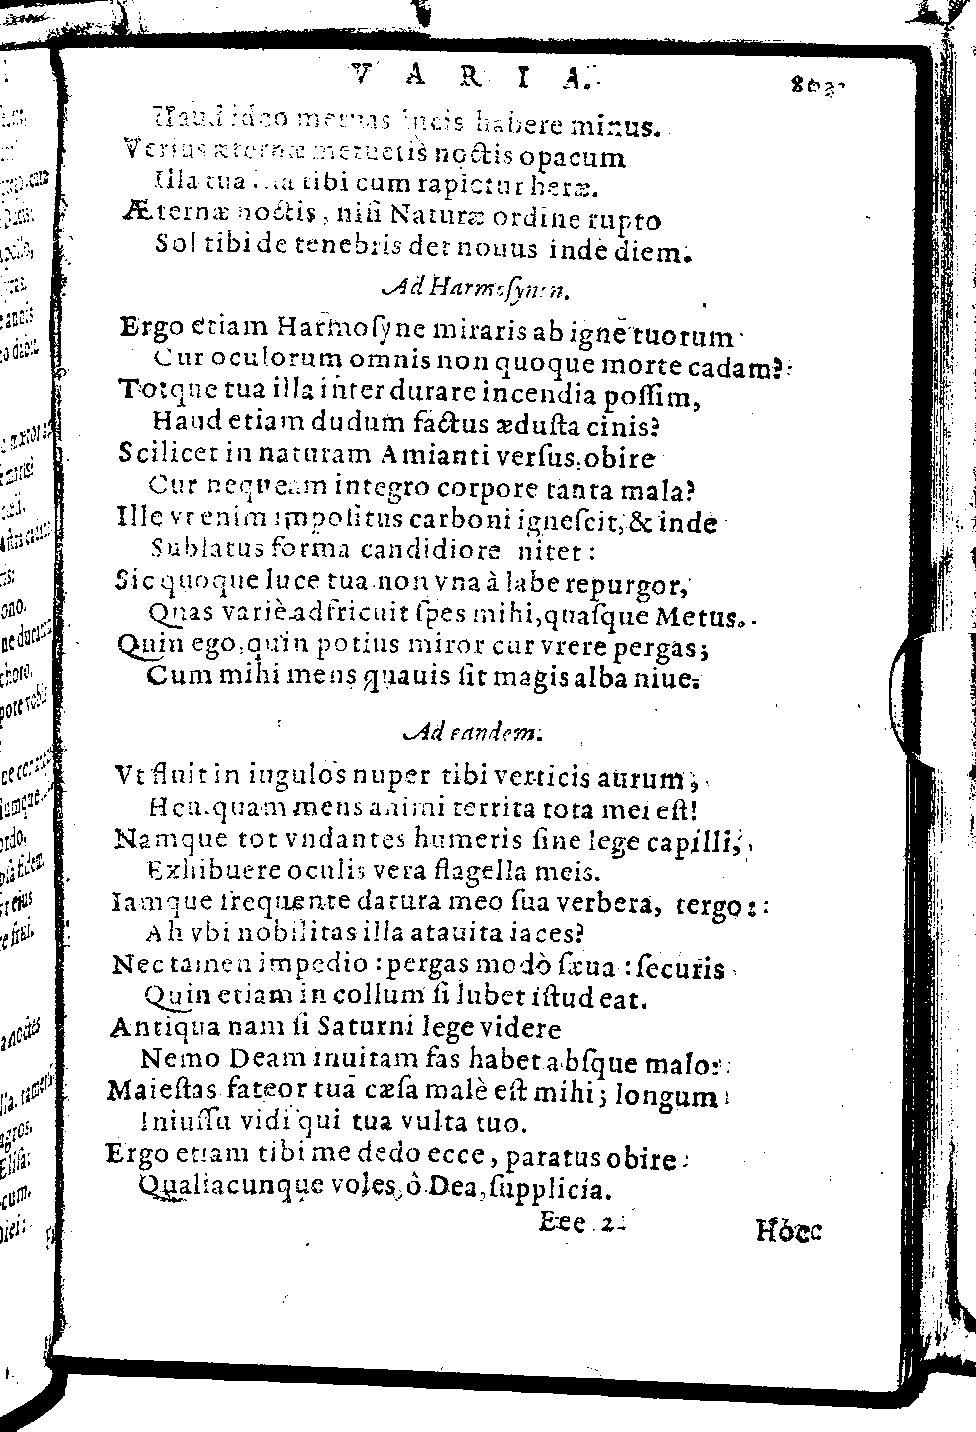 VARIA.
Haud ideo metuas lucis habere minus.
Verius æternæ metuetis noctis opacum
Illa tua tibi cum rapietur heræ.
Æternæ noctis, nisi Naturæ ordine rupto
Sol tibi de tenebris det nouus inde diem.
Ad Harmosynen.
Ergo etiam Harmosyne miraris ab igne tuorum
Cur oculorum omnis non quoque morte cadam?
Totque tua illa inter durare incendia possim,
Haud etiam dudum factus ædusta cinis?
Scilicet in naturam Amianti versus obire
Cur nequeam integro corpore tanta mala?
Ille vt enim impolitus carboni ignescit, & inde
Sublatus forma candidiore nitet:
Sic quoque luce tua non vna à labe repurgor,
Quas variè adfricuit spes mihi, quasque Metus.
Quin ego, quin potius miror cur vrere pergas;
Cum mihi mens quauis sit magis alba niue.
Ad eandem.
Vt fluit in iugulos nuper tibi verticis aurum,
Heu quam mens animi territa tota mei est!
Namque tot vndantes humeris sine lege capilli,
Exhibuere oculis vera flagella meis.
Iamque frequente datura meo sua verbera, tergo:
Ah vbi nobilitas illa atauita iaces?
Nec tamen impedio: pergas modò sæua: securis
Quin etiam in collum si lubet istud eat.
Antiqua nam si Saturni lege videre
Nemo Deam inuitam fas habet absque malo:
Maiestas fateor tuā cæsa malè est mihi; longum
Iniussu vidi qui tua vulta tuo.
Ergo etiam tibi me dedo ecce, paratus obire
Qualiacunque voles, ô Dea, supplicia.
Eee 2
Hocc